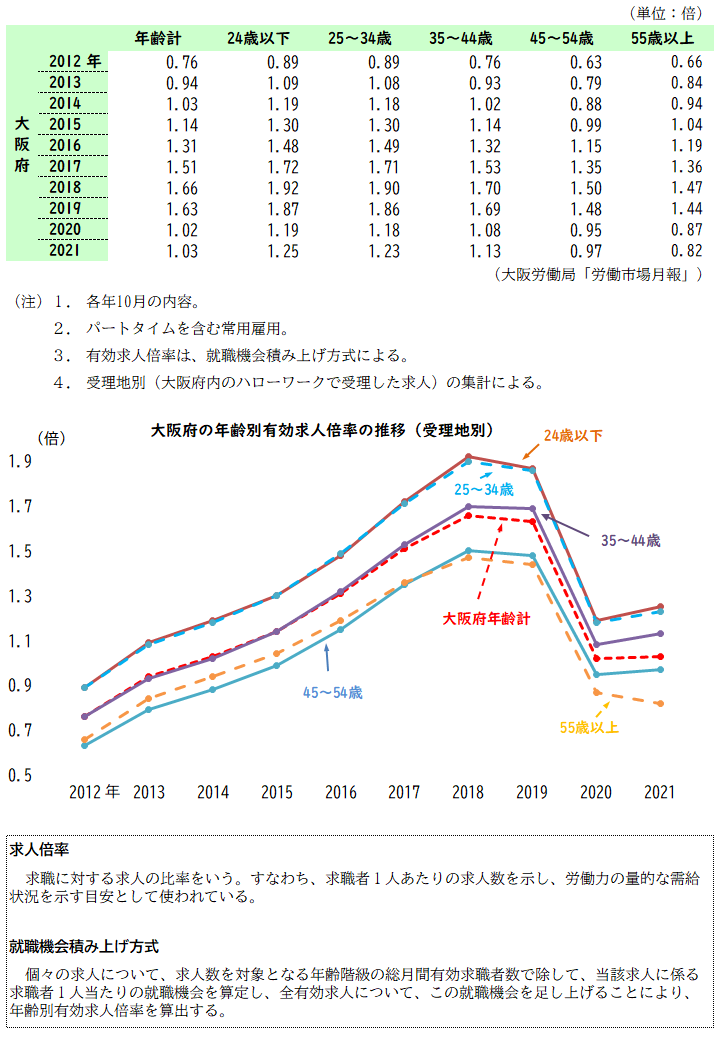 （単位：倍）
年齢計 24歳以下 25～34歳 35～44歳 45～54歳 55歳以上
大阪府
2012 年 0.76 0.89 0.89 0.76 0.63 0.66
2013 0.94 1.09 1.08 0.93 0.79 0.84
2014 1.03 1.19 1.18 1.02 0.88 0.94
2015 1.14 1.30 1.30 1.14 0.99 1.04
2016 1.31 1.48 1.49 1.32 1.15 1.19
2017 1.51 1.72 1.71 1.53 1.35 1.36
2018 1.66 1.92 1.90 1.70 1.50 1.47
2019 1.63 1.87 1.86 1.69 1.48 1.44
2020 1.02 1.19 1.18 1.08 0.95 0.87
2021 1.03 1.25 1.23 1.13 0.97 0.82
（大阪労働局「労働市場月報」）
（注）１． 各年10月の内容。
２． パートタイムを含む常用雇用。
３． 有効求人倍率は、就職機会積み上げ方式による。
４． 受理地別（大阪府内のハローワークで受理した求人）の集計による。
大阪府の年齢別有効求人倍率の推移（受理地別）
（倍）
24歳以下
1.9
25～34歳
1.7
35～44歳
1.5
1.3
大阪府年齢計
1.1
0.9
45～54歳
0.7
55歳以上
0.5
2012 年 2013 2014 2015 2016 2017 2018 2019 2020 2021
求人倍率
求職に対する求人の比率をいう。すなわち、求職者１人あたりの求人数を示し、労働力の量的な需給
状況を示す目安として使われている。
就職機会積み上げ方式
個々の求人について、求人数を対象となる年齢階級の総月間有効求職者数で除して、当該求人に係る
求職者１人当たりの就職機会を算定し、全有効求人について、この就職機会を足し上げることにより、
年齢別有効求人倍率を算出する。